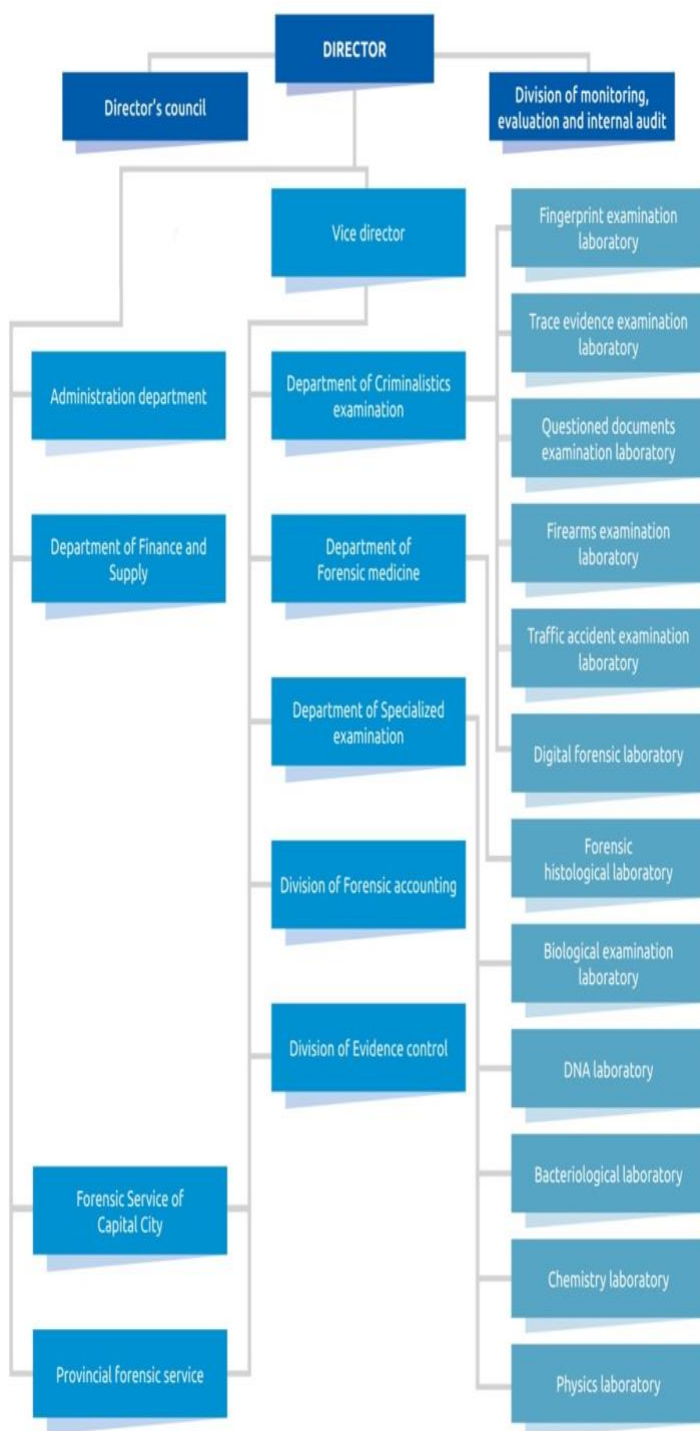 DIRECTOR
Director's council
Division of monitoring,
evaluation and internal audit
Vice director
Administration department
Department of Finance and
Supply
Forensic Service of
Capital City
Provincial forensic service
Department of Criminalistics
examination
Department of
Forensic medicine
Department of Specialized
examination
Division of Forensic accounting
Division of Evidence control
Fingerprint examination
laboratory
Trace evidence examination
laboratory
Questioned documents
examination laboratory
Firearms examination
laboratory
Traffic accident examination
laboratory
Digital forensic laboratory
Forensic
histological laboratory
Biological examination
laboratory
DNA laboratory
Bacteriological laboratory
Chemistry laboratory
Physics laboratory